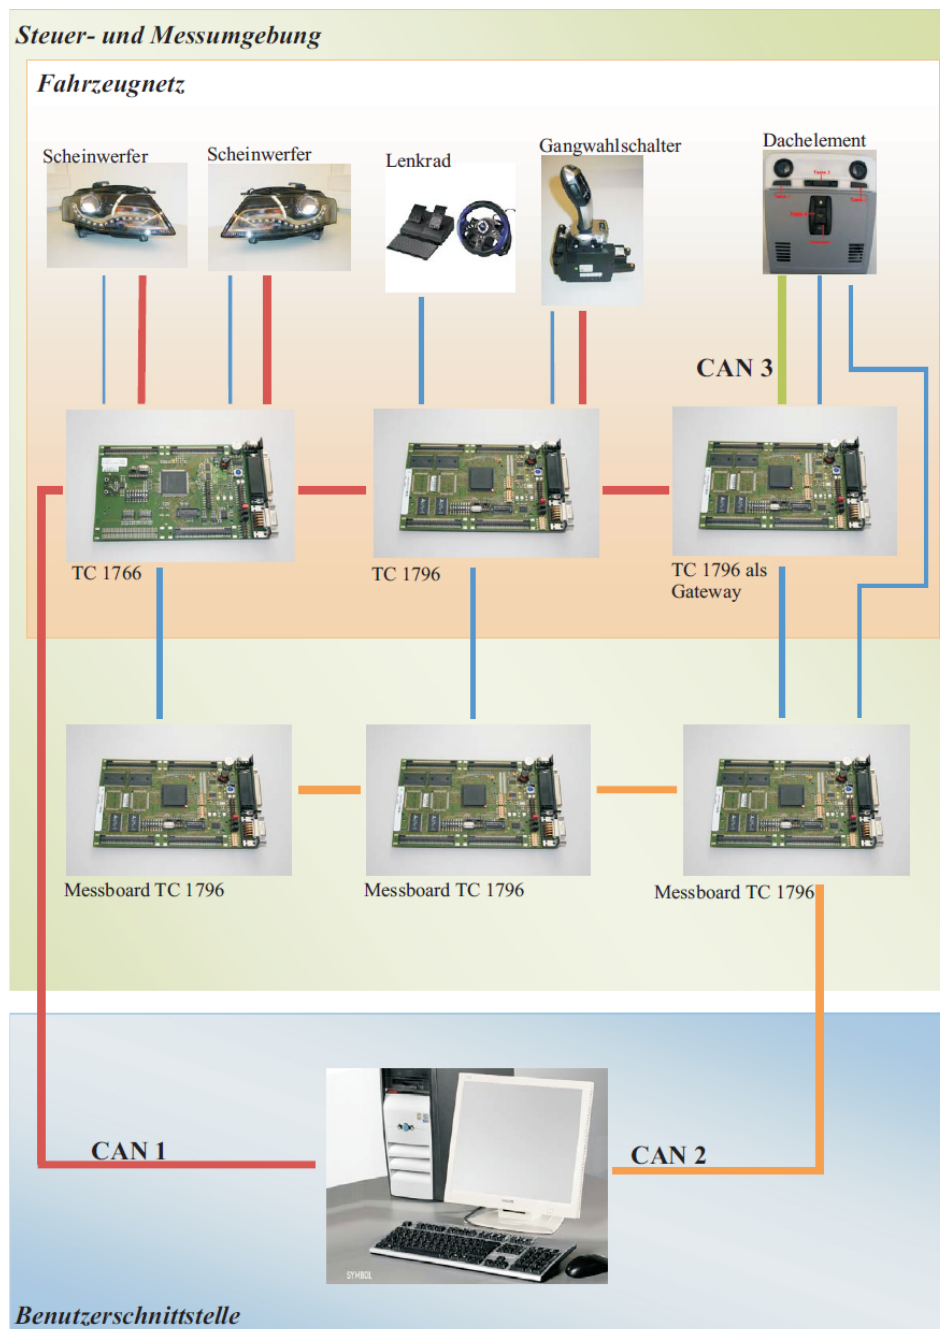 Steuer- und Messumgebung
Fahrzeugnetz
Scheinwerfer
Scheinwerfer
Lenkrad
Gangwahlschalter
Dachelement
CAN 3
TC 1766
TC 1796
TC 1796 als
Gateway
Messboard TC 1796
Messboard TC 1796
Messboard TC 1796
CAN 1
CAN 2
SYMBOL
Benutzerschnittstelle